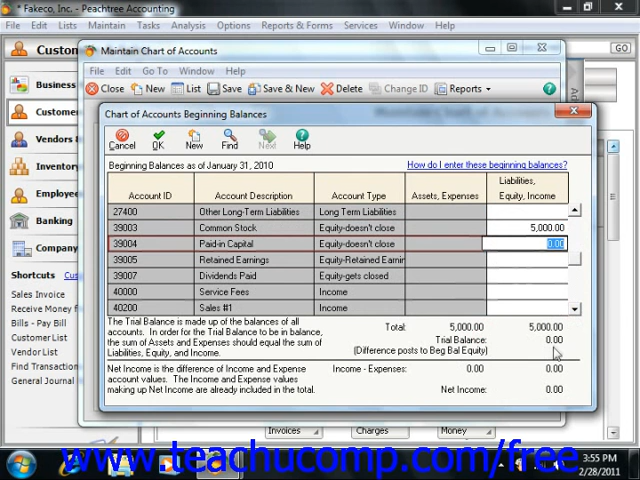 * Fakeco, Inc. - Peachtree Accounting
File Edit Lists Maintain Tasks Analysis Options Reports & Forms Services Window Help
Custom
GO
Maintain Chart of Accounts
File Edit Go To Window Help
Close New List Save Save & New Delete Change ID Reports
Business
Customers
Vendors &
Inventory
Employees
Banking
Company
Shortcuts Cus
Sales Invoice
Receive Money f
Bills - Pay Bill
Customer List
Vendor List
Find Transaction
General Journal
Chart of Accounts Beginning Balances
Cancel OK New Find Next Help
Beginning Balances as of January 31, 2010 How do I enter these beginning balances?
Account ID Account Description Account Type Assets, Expenses Liabilities, Equity, Income
27400 Other Long-Term Liabilities Long Term Liabilities
39003 Common Stock Equity-doesn't close 5,000.00
39004 Paid-in Capital Equity-doesn't close 0.00
39005 Retained Earnings Equity-Retained Earnin
39007 Dividends Paid Equity-gets closed
40000 Service Fees Income
40200 Sales #1 Income
The Trial Balance is made up of the balances of all
accounts. In order for the Trial Balance to be in balance,
the sum of Assets and Expenses should equal the sum of
Liabilities, Equity, and Income.
Total: 5,000.00 5,000.00
Trial Balance: 0.00
(Difference posts to Beg Bal Equity)
Net Income is the difference of Income and Expense
account values. The Income and Expense values
making up Net Income are already included in the total.
Income - Expenses: 0.00 0.00
Net Income: 0.00
Invoices Charges Money
www.teachucomp.com/free
3:55 PM
2/28/2011